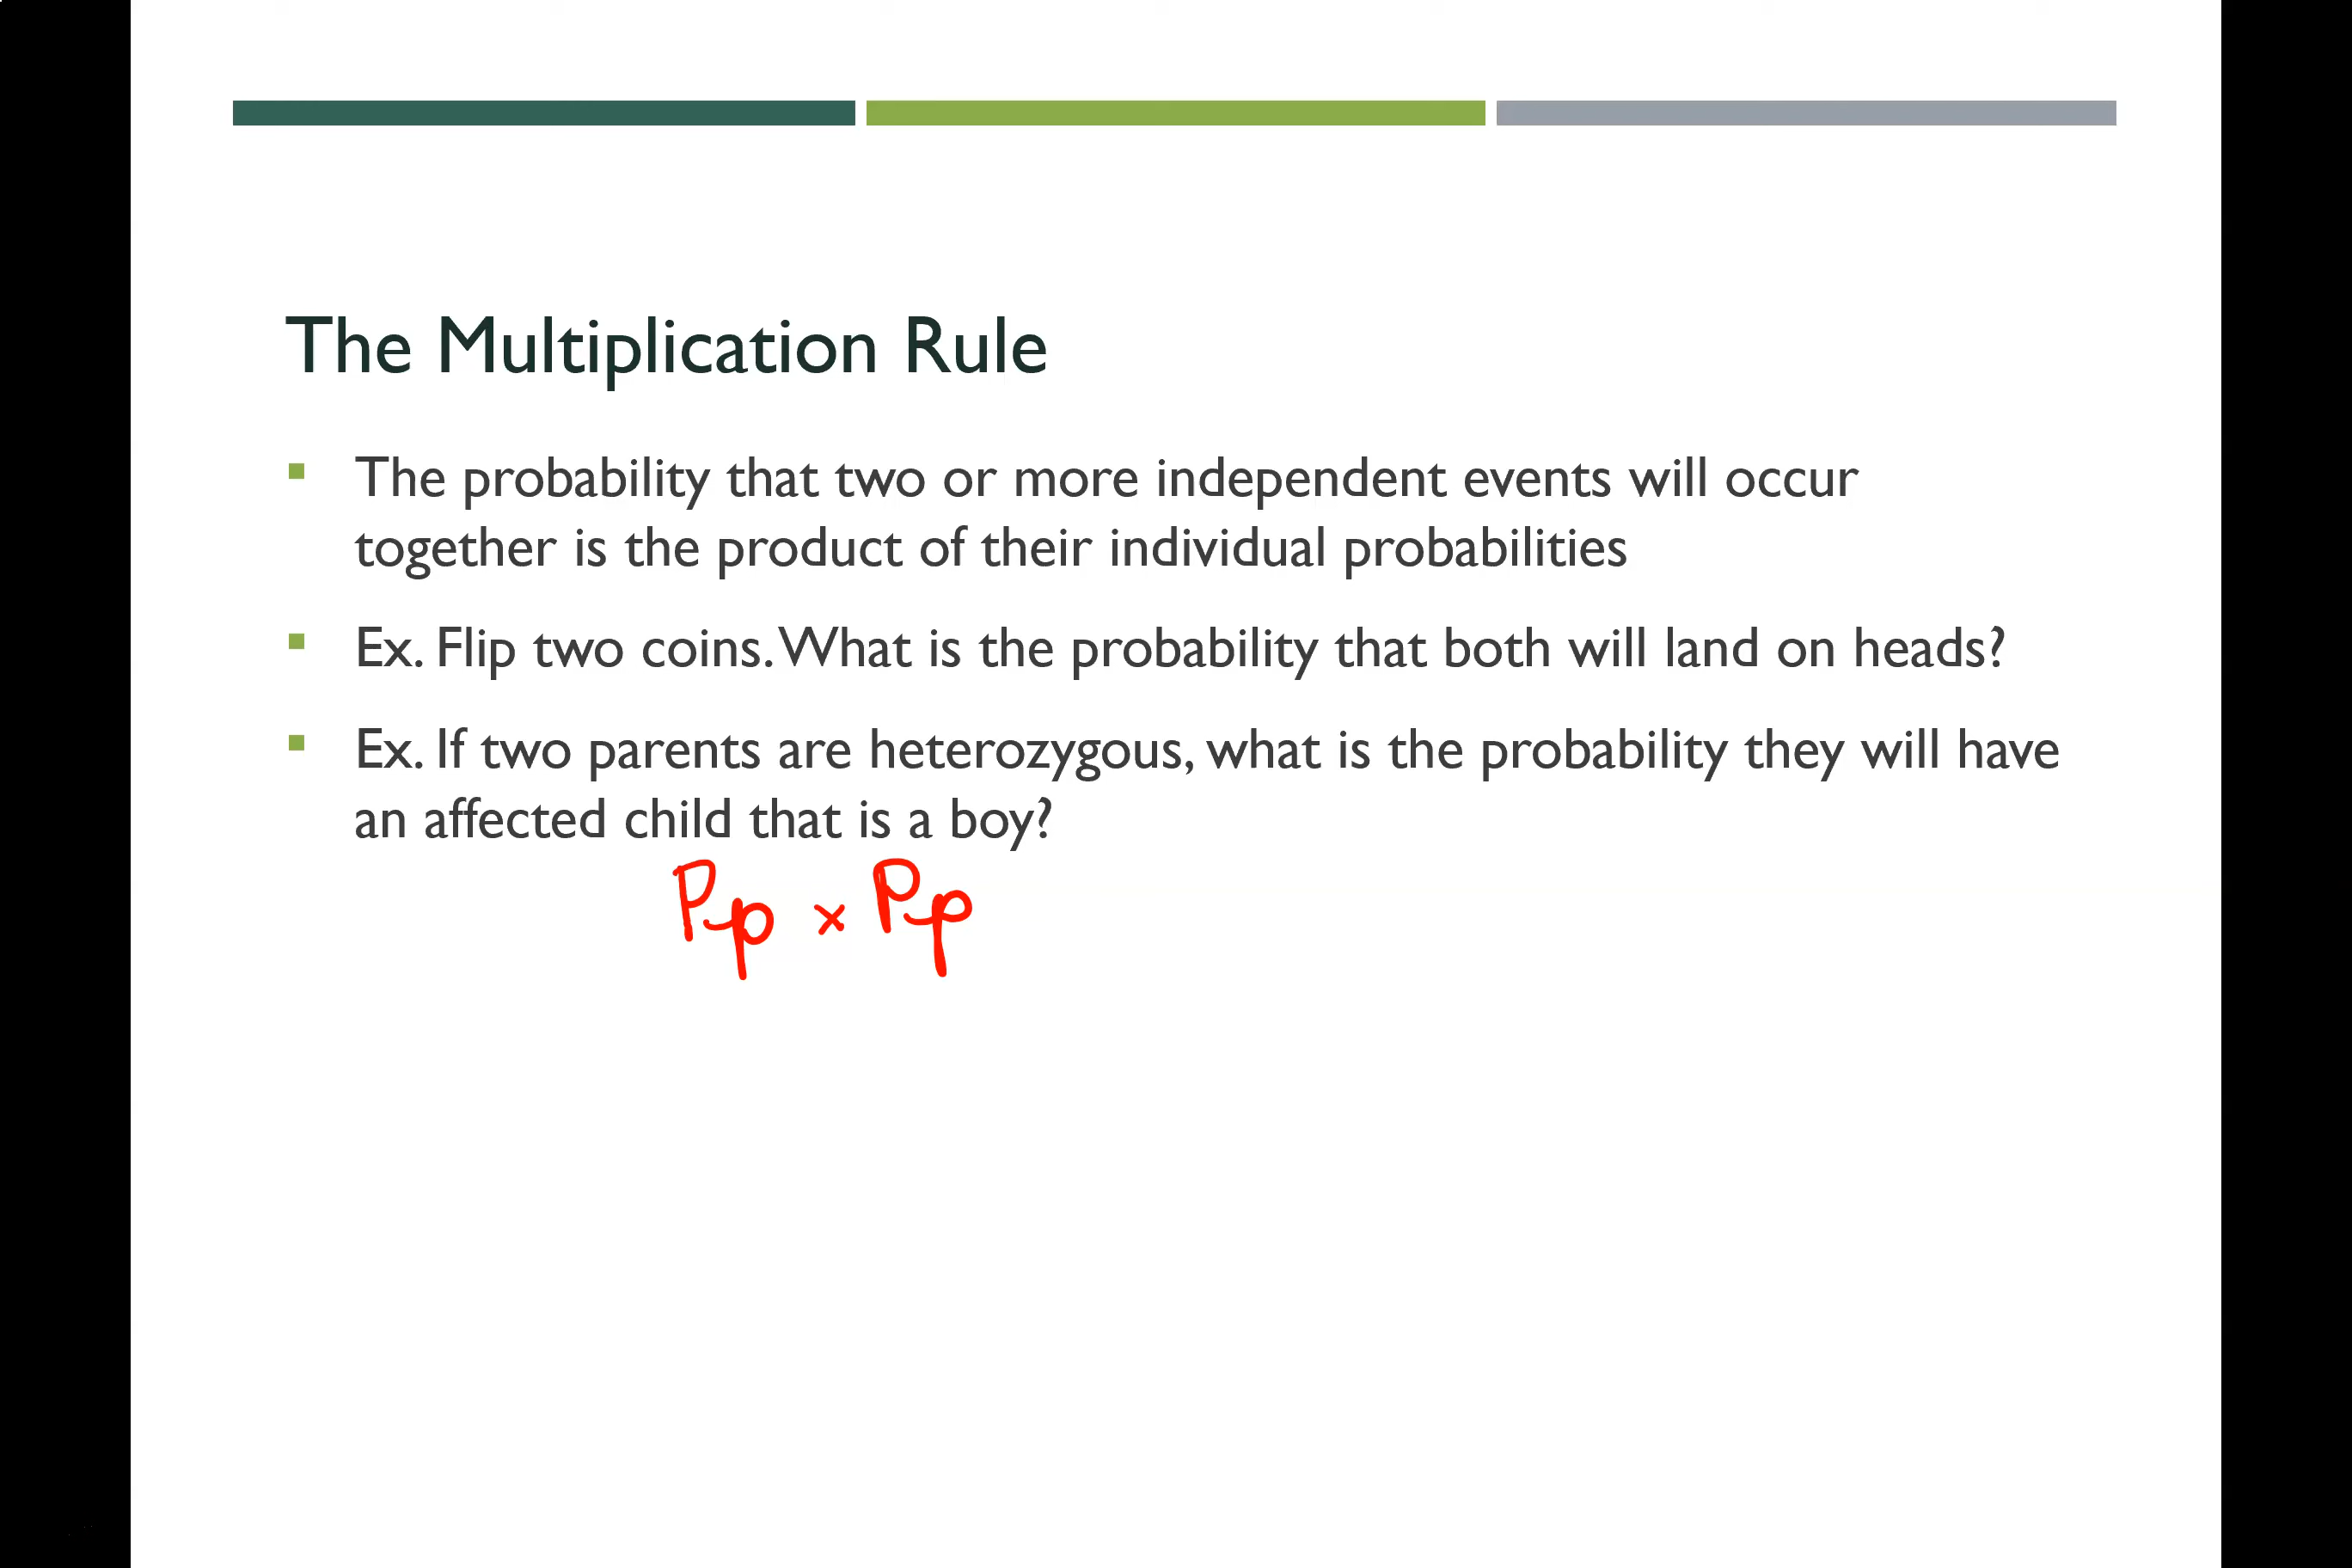 The Multiplication Rule
The probability that two or more independent events will occur
together is the product of their individual probabilities
Ex. Flip two coins. What is the probability that both will land on heads?
Ex. If two parents are heterozygous, what is the probability they will have
an affected child that is a boy?
Pp × Pp